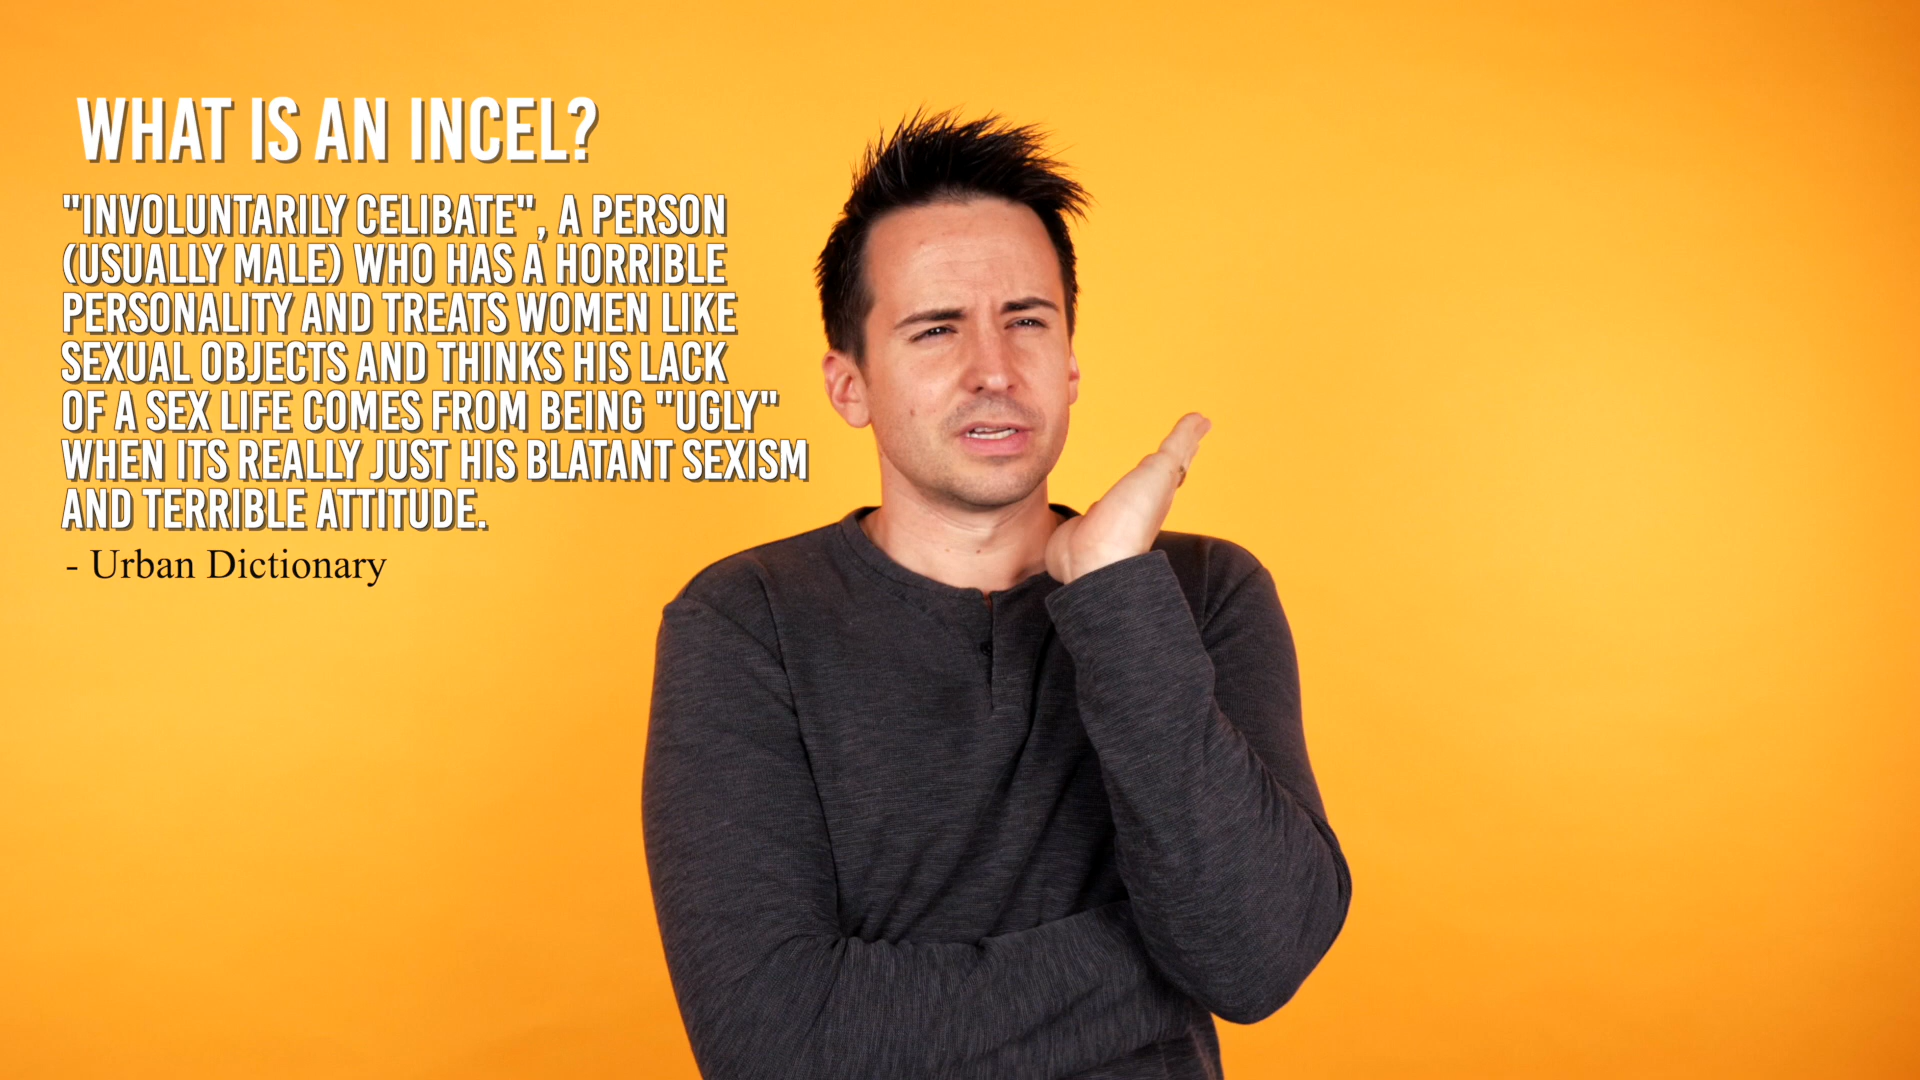 WHAT IS AN INCEL?
"INVOLUNTARILY CELIBATE", A PERSON
(USUALLY MALE) WHO HAS A HORRIBLE
PERSONALITY AND TREATS WOMEN LIKE
SEXUAL OBJECTS AND THINKS HIS LACK
OF A SEX LIFE COMES FROM BEING "UGLY"
WHEN ITS REALLY JUST HIS BLATANT SEXISM
AND TERRIBLE ATTITUDE.
- Urban Dictionary